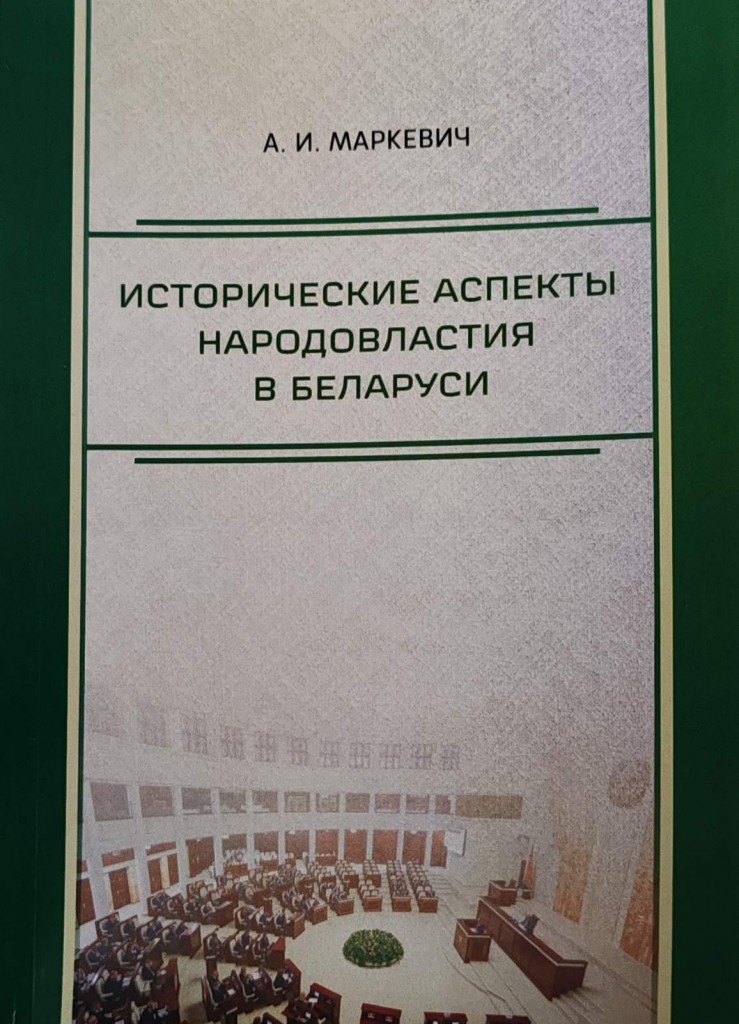 А. И. МАРКЕВИЧ
ИСТОРИЧЕСКИЕ АСПЕКТЫ
НАРОДОВЛАСТИЯ
В БЕЛАРУСИ